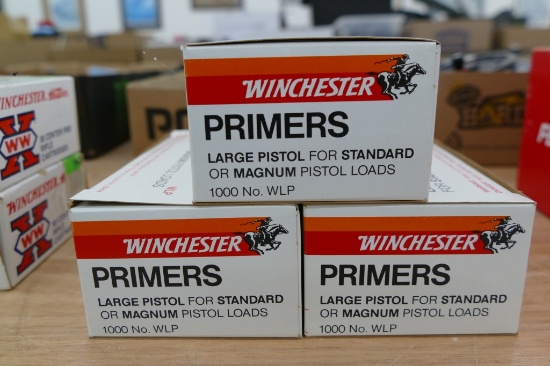 WINCHESTER
PRIMERS
LARGE PISTOL FOR STANDARD
OR MAGNUM PISTOL LOADS
1000 No. WLP
WINCHESTER
PRIMERS
LARGE PISTOL FOR STANDARD
OR MAGNUM PISTOL LOADS
1000 No. WLP
WINCHESTER
PRIMERS
LARGE PISTOL FOR STANDARD
OR MAGNUM PISTOL LOADS
1000 No. WLP
WINCHESTER
X
WW
WINCHESTER
X
WW